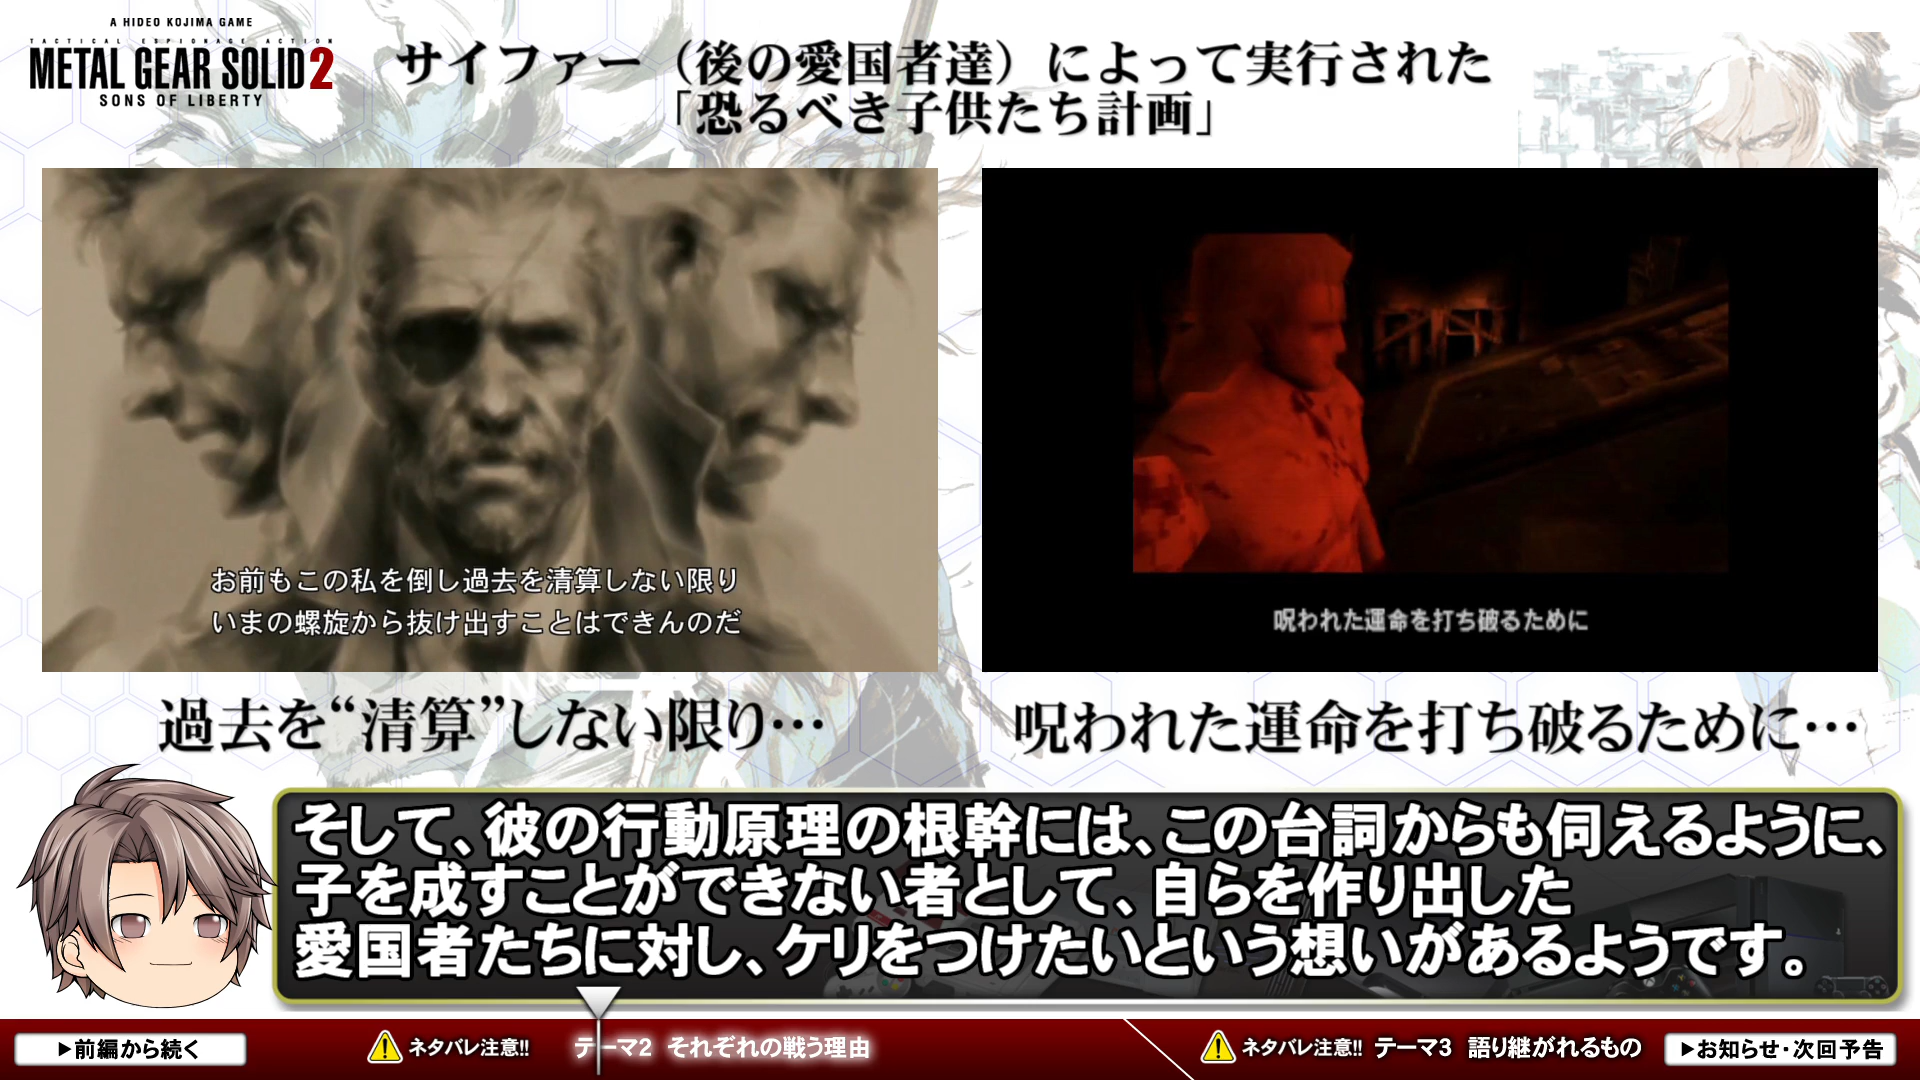 A HIDEO KOJIMA GAME
TACTICAL ESPIONAGE ACTION
METAL GEAR SOLID 2
SONS OF LIBERTY
サイファー（後の愛国者達）によって実行された
「恐るべき子供たち計画」
お前もこの私を倒し過去を清算しない限り
いまの螺旋から抜け出すことはできんのだ
呪われた運命を打ち破るために
過去を“清算”しない限り…
呪われた運命を打ち破るために…
そして、彼の行動原理の根幹には、この台詞からも伺えるように、
子を成すことができない者として、自らを作り出した
愛国者たちに対し、ケリをつけたいという想いがあるようです。
▶前編から続く
ネタバレ注意!!
テーマ2 それぞれの戦う理由
ネタバレ注意!!
テーマ3 語り継がれるもの
▶お知らせ・次回予告